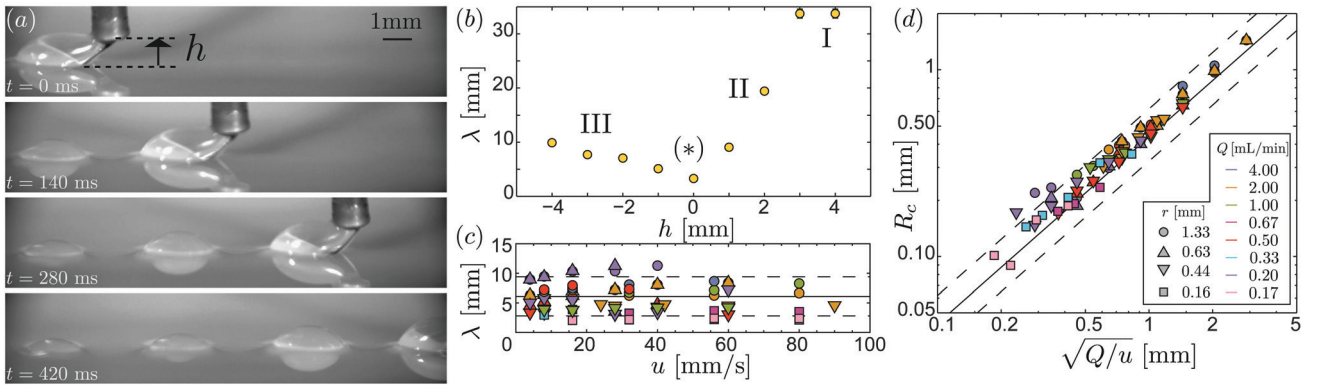 (a)
1mm
h
t = 0 ms
t = 140 ms
t = 280 ms
t = 420 ms
(b)
λ [mm]
30
20
10
0
III
(*)
II
I
−4
−2
0
2
4
h [mm]
(c)
λ [mm]
15
10
5
0
0
20
40
60
80
100
u [mm/s]
(d)
R_c [mm]
1
0.50
0.10
0.05
0.1
0.2
0.5
1
2
5
√Q/u [mm]
r [mm]
1.33
0.63
0.44
0.16
Q [mL/min]
4.00
2.00
1.00
0.67
0.50
0.33
0.20
0.17